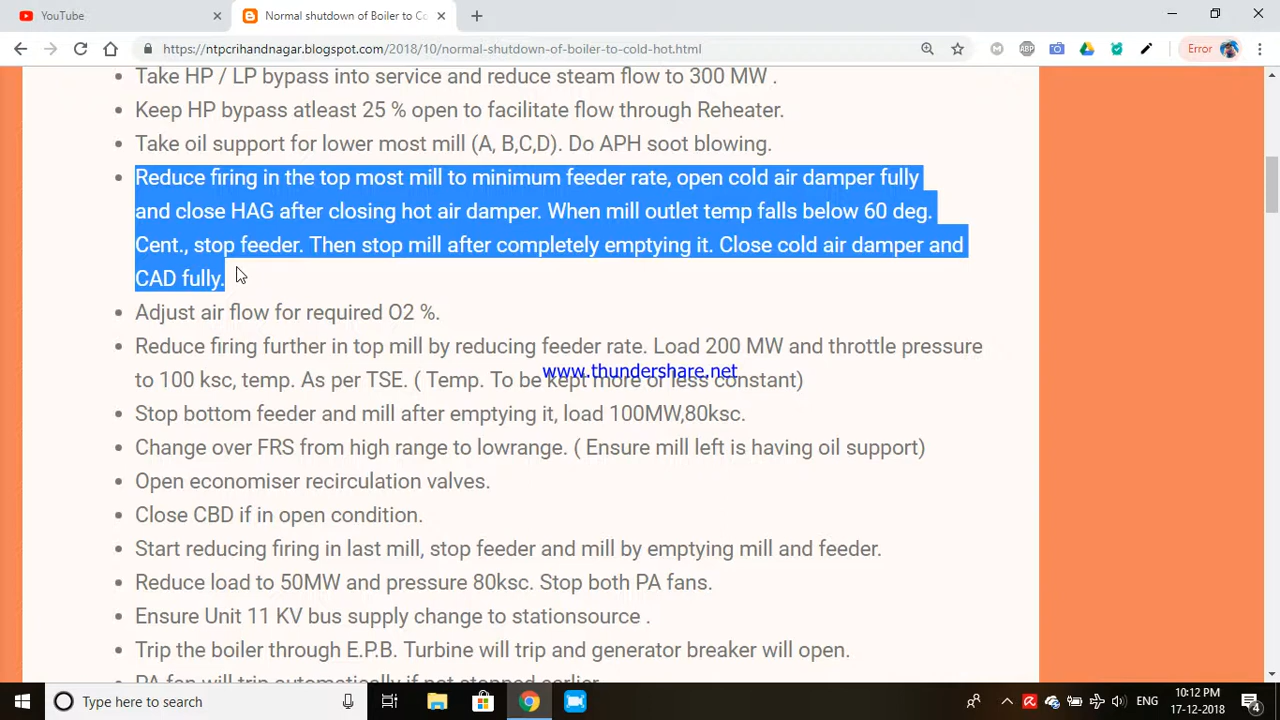 YouTube
Normal shutdown of Boiler to Co
https://ntpcrihandnagar.blogspot.com/2018/10/normal-shutdown-of-boiler-to-cold-hot.html
ABP
Error
Take HP / LP bypass into service and reduce steam flow to 300 MW .
Keep HP bypass atleast 25 % open to facilitate flow through Reheater.
Take oil support for lower most mill (A, B,C,D). Do APH soot blowing.
Reduce firing in the top most mill to minimum feeder rate, open cold air damper fully
and close HAG after closing hot air damper. When mill outlet temp falls below 60 deg.
Cent., stop feeder. Then stop mill after completely emptying it. Close cold air damper and
CAD fully.
Adjust air flow for required O2 %.
Reduce firing further in top mill by reducing feeder rate. Load 200 MW and throttle pressure
www.thundershare.net
to 100 ksc, temp. As per TSE. ( Temp. To be kept more or less constant)
Stop bottom feeder and mill after emptying it, load 100MW,80ksc.
Change over FRS from high range to lowrange. ( Ensure mill left is having oil support)
Open economiser recirculation valves.
Close CBD if in open condition.
Start reducing firing in last mill, stop feeder and mill by emptying mill and feeder.
Reduce load to 50MW and pressure 80ksc. Stop both PA fans.
Ensure Unit 11 KV bus supply change to stationsource .
Trip the boiler through E.P.B. Turbine will trip and generator breaker will open.
PA fan will trip automatically if not stopped earlier
Type here to search
ENG
10:12 PM
17-12-2018
4